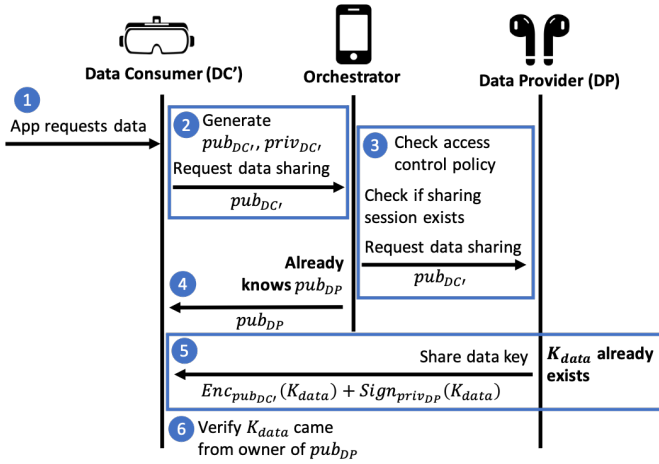 Data Consumer (DC′)
Orchestrator
Data Provider (DP)
1
App requests data
2
Generate
pub_DC′, priv_DC′
Request data sharing
pub_DC′
3
Check access
control policy
Check if sharing
session exists
Request data sharing
pub_DC′
4
Already
knows pub_DP
pub_DP
5
Share data key
K_data already
exists
Enc_pub_DC′(K_data) + Sign_priv_DP(K_data)
6
Verify K_data came
from owner of pub_DP